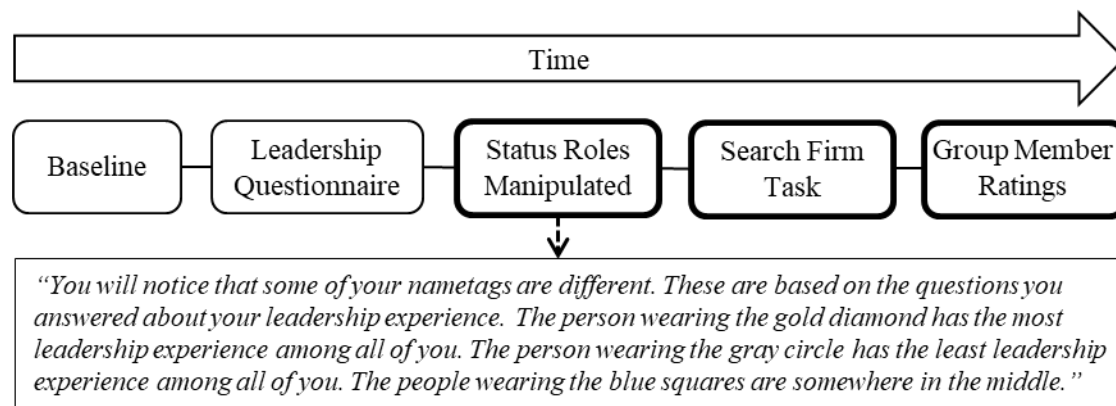 Time
Baseline
Leadership
Questionnaire
Status Roles
Manipulated
Search Firm
Task
Group Member
Ratings
“You will notice that some of your nametags are different. These are based on the questions you
answered about your leadership experience. The person wearing the gold diamond has the most
leadership experience among all of you. The person wearing the gray circle has the least leadership
experience among all of you. The people wearing the blue squares are somewhere in the middle.”